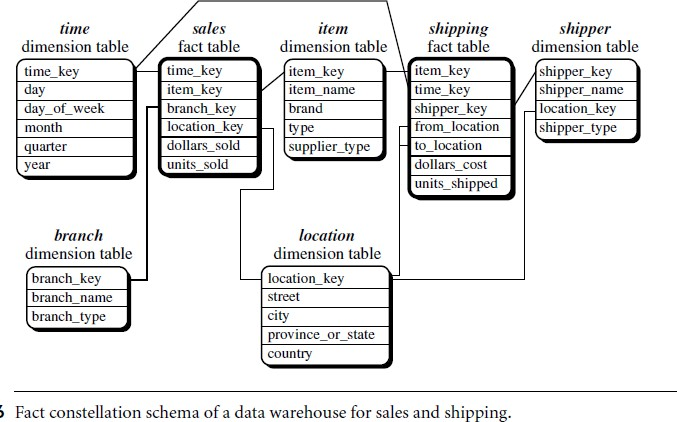 time
dimension table
time_key
day
day_of_week
month
quarter
year
sales
fact table
time_key
item_key
branch_key
location_key
dollars_sold
units_sold
item
dimension table
item_key
item_name
brand
type
supplier_type
shipping
fact table
item_key
time_key
shipper_key
from_location
to_location
dollars_cost
units_shipped
shipper
dimension table
shipper_key
shipper_name
location_key
shipper_type
branch
dimension table
branch_key
branch_name
branch_type
location
dimension table
location_key
street
city
province_or_state
country
Fact constellation schema of a data warehouse for sales and shipping.